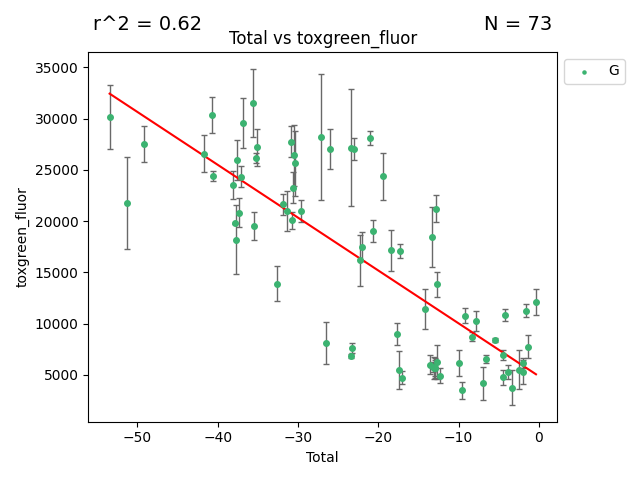 r^2 = 0.62
N = 73
Total vs toxgreen_fluor
G
35000
30000
25000
20000
15000
10000
5000
toxgreen_fluor
−50
−40
−30
−20
−10
0
Total